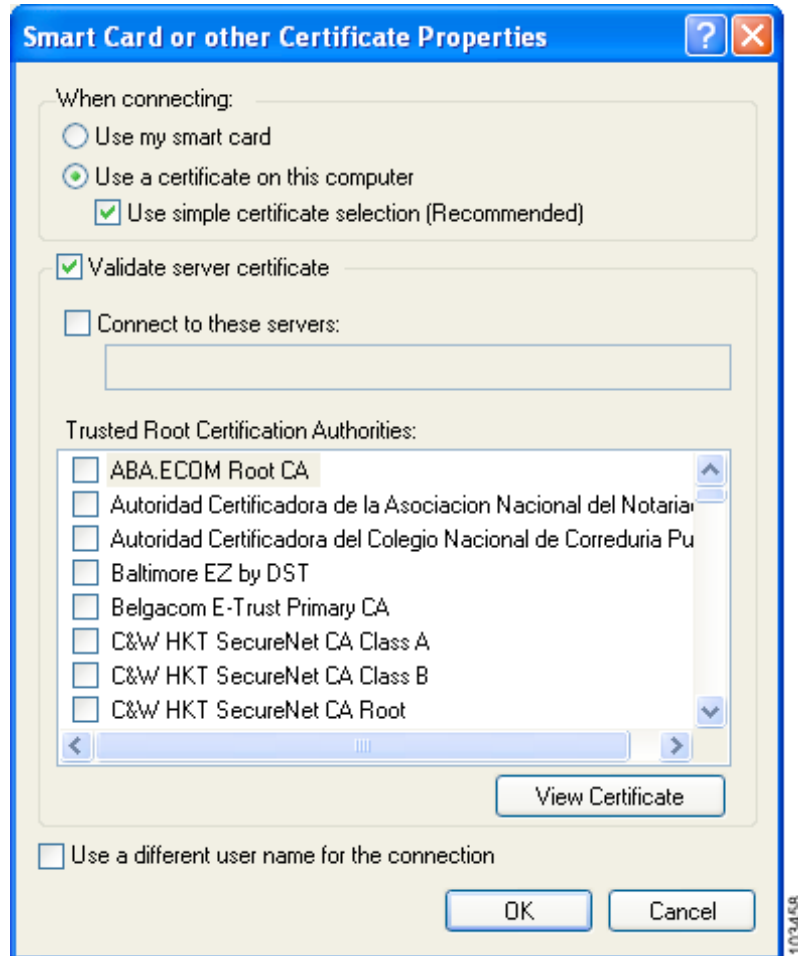 Smart Card or other Certificate Properties
When connecting:
Use my smart card
Use a certificate on this computer
Use simple certificate selection (Recommended)
Validate server certificate
Connect to these servers:
Trusted Root Certification Authorities:
ABA.ECOM Root CA
Autoridad Certificadora de la Asociacion Nacional del Notaria
Autoridad Certificadora del Colegio Nacional de Correduria Pu
Baltimore EZ by DST
Belgacom E-Trust Primary CA
C&W HKT SecureNet CA Class A
C&W HKT SecureNet CA Class B
C&W HKT SecureNet CA Root
View Certificate
Use a different user name for the connection
OK Cancel
103458